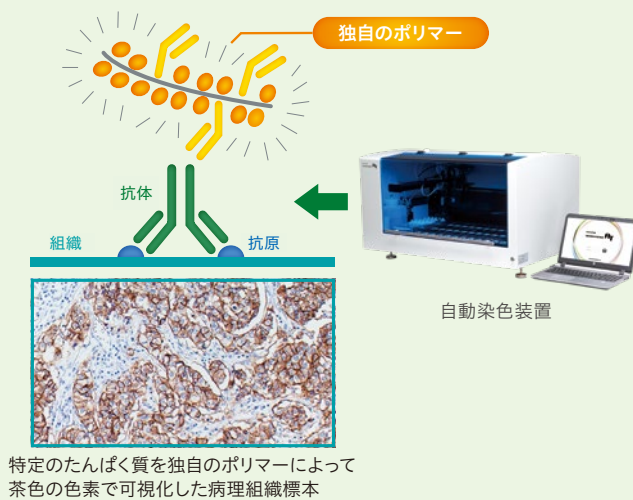 独自のポリマー
抗体
組織
抗原
自動染色装置
特定のたんぱく質を独自のポリマーによって
茶色の色素で可視化した病理組織標本